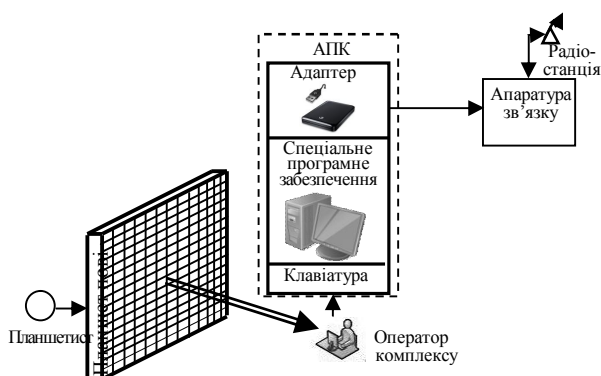 АПК
Адаптер
Радіо-
станція
Апаратура
зв’язку
Спеціальне
програмне
забезпечення
Клавіатура
Планшетист
Оператор
комплексу